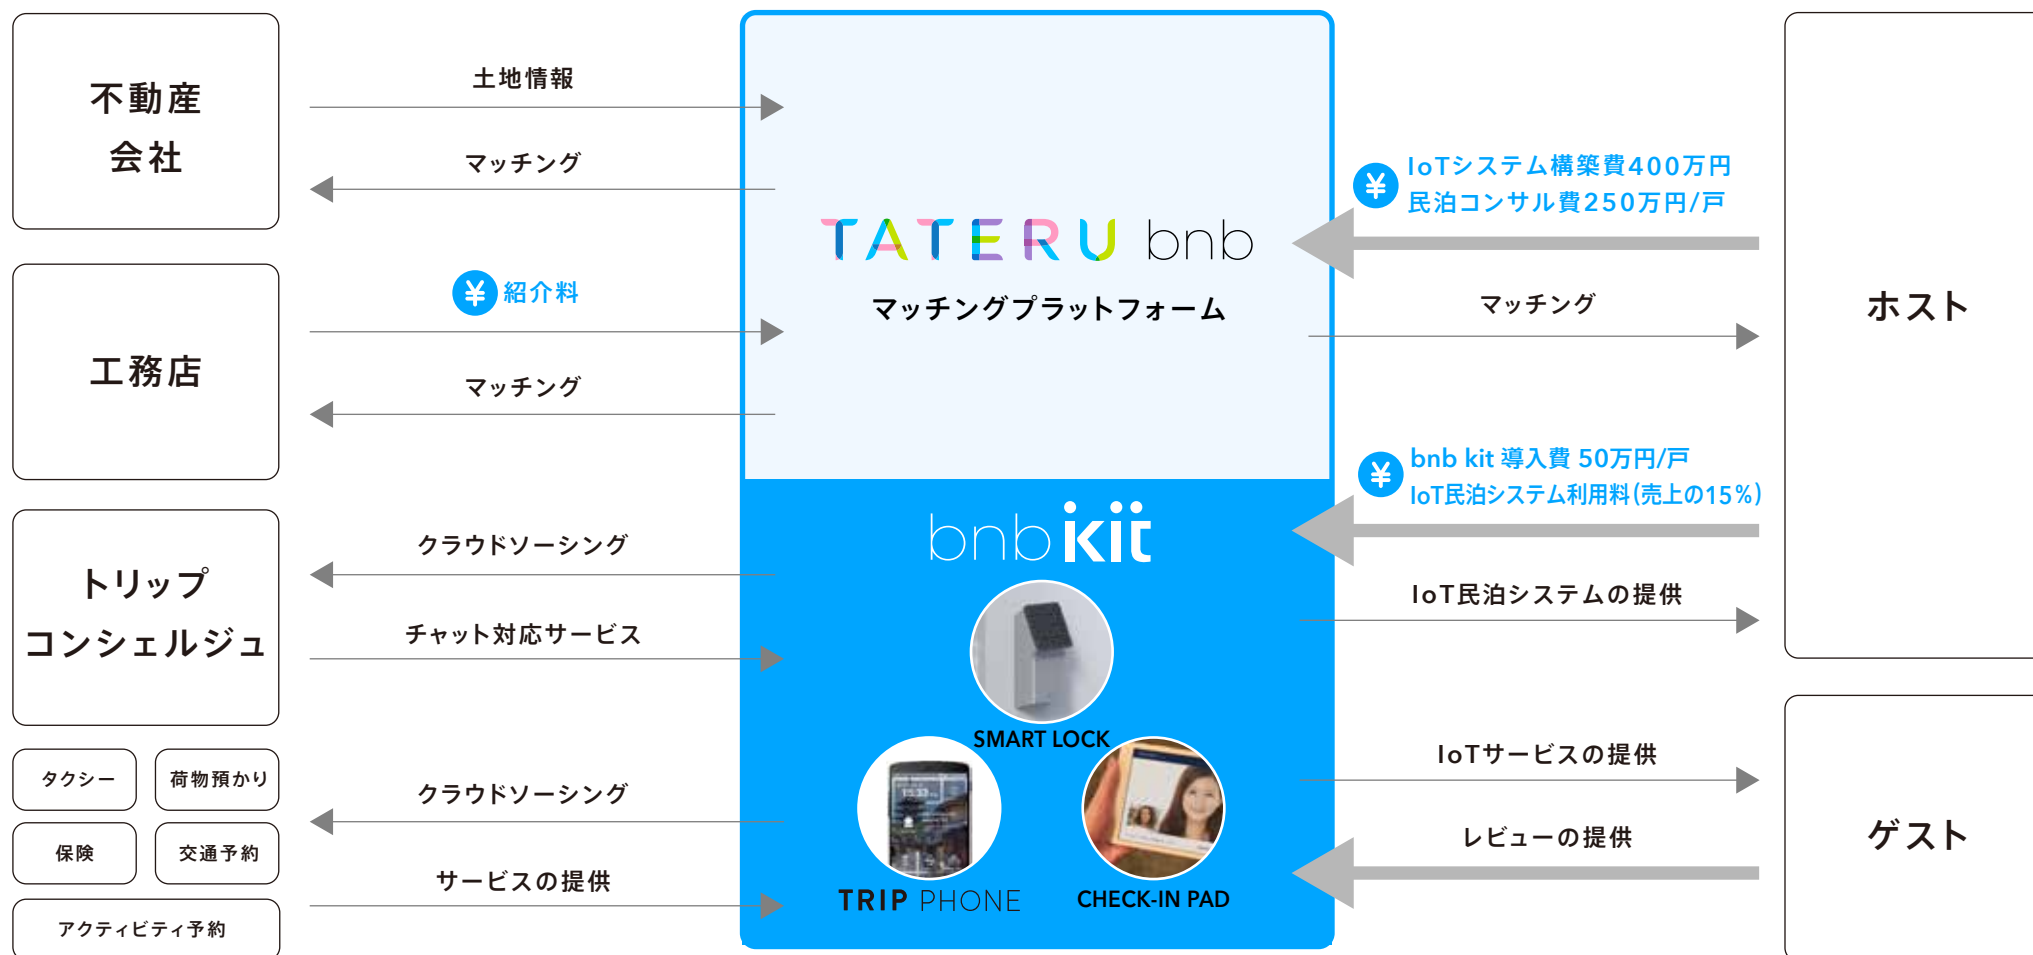 不動産
会社
工務店
トリップ
コンシェルジュ
タクシー
荷物預かり
保険
交通予約
アクティビティ予約
土地情報
マッチング
¥ 紹介料
マッチング
クラウドソーシング
チャット対応サービス
クラウドソーシング
サービスの提供
TATERU bnb
マッチングプラットフォーム
bnb kit
SMART LOCK
TRIP PHONE
CHECK-IN PAD
¥ IoTシステム構築費400万円
民泊コンサル費250万円/戸
マッチング
¥ bnb kit 導入費 50万円/戸
IoT民泊システム利用料(売上の15%)
IoT民泊システムの提供
IoTサービスの提供
レビューの提供
ホスト
ゲスト